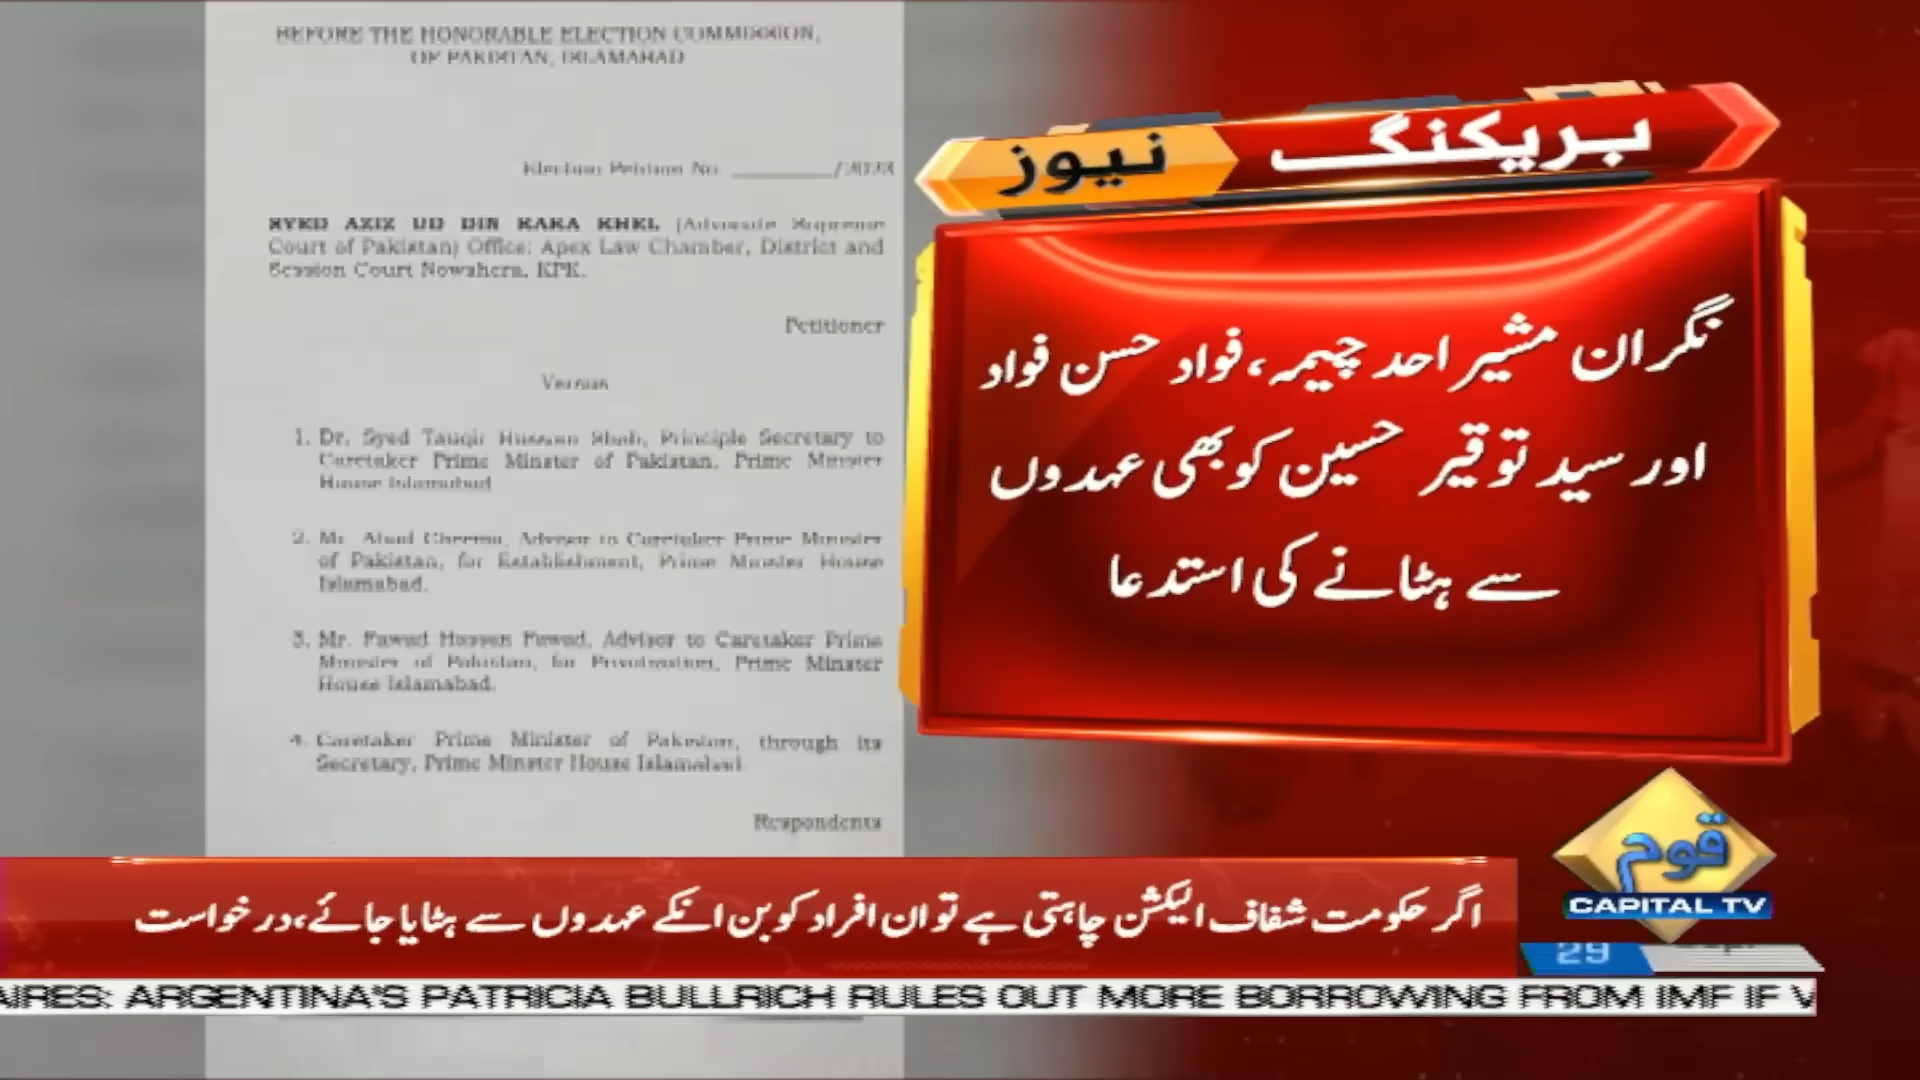 BEFORE THE HONORABLE ELECTION COMMISSION,
OF PAKISTAN, ISLAMABAD
Election Petition No. ________/2023
SYED AZIZ UD DIN KAKA KHEL (Advocate Supreme
Court of Pakistan) Office: Apex Law Chamber, District and
Session Court Nowshera, KPK.
Petitioner
Versus
1. Dr. Syed Tauqir Hussain Shah, Principle Secretary to
Caretaker Prime Minster of Pakistan, Prime Minster
House Islamabad
2. Mr. Ahad Cheema, Advisor to Caretaker Prime Minister
of Pakistan, for Establishment, Prime Minster House
Islamabad.
3. Mr. Fawad Hassan Fawad, Advisor to Caretaker Prime
Minister of Pakistan, for Privatization, Prime Minster
House Islamabad.
4. Caretaker Prime Minister of Pakistan, through its
Secretary, Prime Minster House Islamabad
Respondents
بریکنگ نیوز
نگران مشیر احد چیمہ، فواد حسن فواد
اور سید توقیر حسین کو بھی عہدوں
سے ہٹانے کی استدعا
قوم
CAPITAL TV
29
اگر حکومت شفاف الیکشن چاہتی ہے تو ان افراد کو بن انکے عہدوں سے ہٹایا جائے، درخواست
AIRES: ARGENTINA'S PATRICIA BULLRICH RULES OUT MORE BORROWING FROM IMF IF